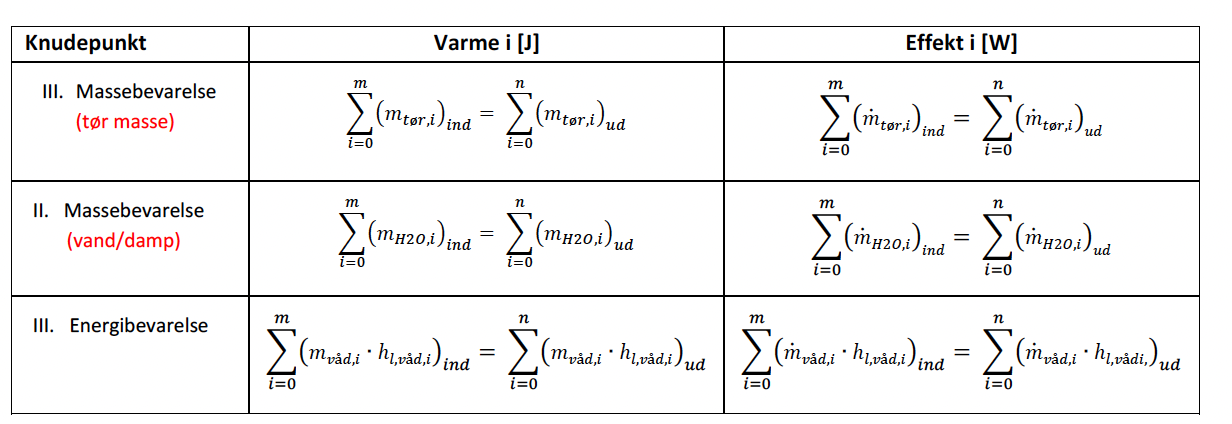 Knudepunkt Varme i [J] Effekt i [W]
III. Massebevarelse
(tør masse)
$\sum_{i=0}^{m}(m_{tør,i})_{ind} = \sum_{i=0}^{n}(m_{tør,i})_{ud}$
$\sum_{i=0}^{m}(\dot{m}_{tør,i})_{ind} = \sum_{i=0}^{n}(\dot{m}_{tør,i})_{ud}$
II. Massebevarelse
(vand/damp)
$\sum_{i=0}^{m}(m_{H2O,i})_{ind} = \sum_{i=0}^{n}(m_{H2O,i})_{ud}$
$\sum_{i=0}^{m}(\dot{m}_{H2O,i})_{ind} = \sum_{i=0}^{n}(\dot{m}_{H2O,i})_{ud}$
III. Energibevarelse
$\sum_{i=0}^{m}(m_{våd,i} \cdot h_{l,våd,i})_{ind} = \sum_{i=0}^{n}(m_{våd,i} \cdot h_{l,våd,i})_{ud}$
$\sum_{i=0}^{m}(\dot{m}_{våd,i} \cdot h_{l,våd,i})_{ind} = \sum_{i=0}^{n}(\dot{m}_{våd,i} \cdot h_{l,vådi,})_{ud}$